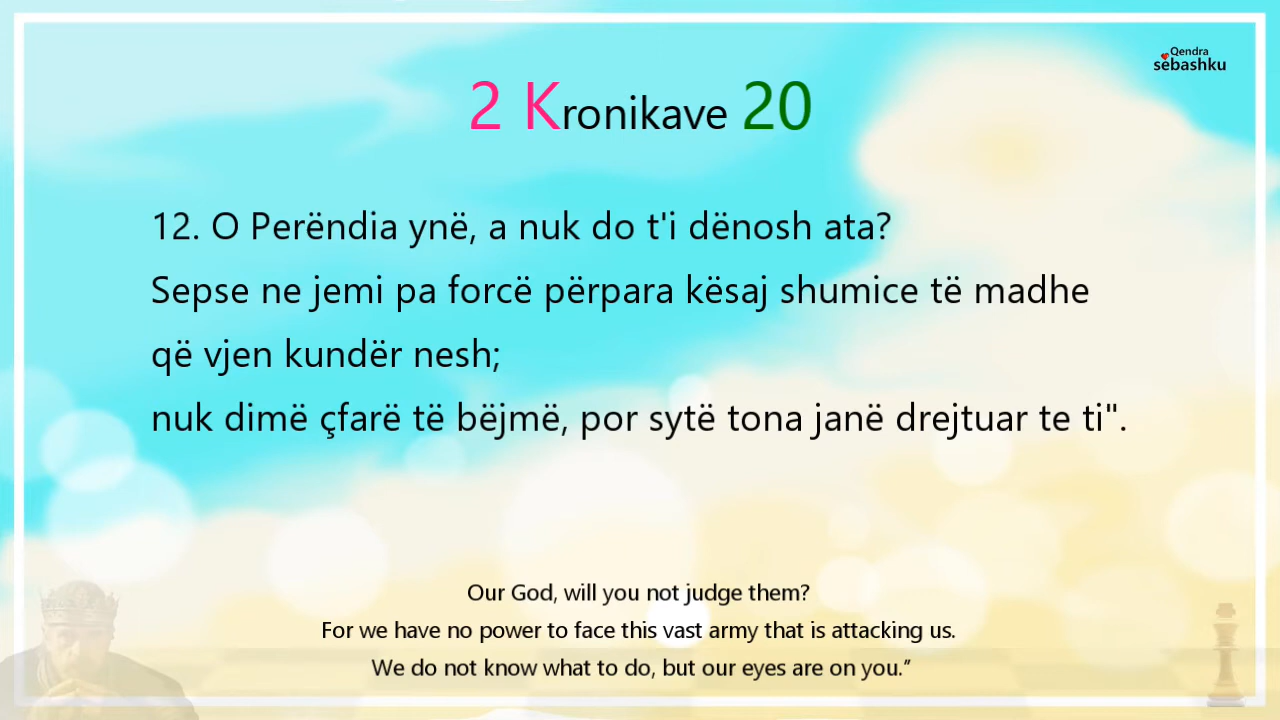 Qendra
sëbashku
2 Kronikave 20
12. O Perëndia ynë, a nuk do t'i dënosh ata?
Sepse ne jemi pa forcë përpara kësaj shumice të madhe
që vjen kundër nesh;
nuk dimë çfarë të bëjmë, por sytë tona janë drejtuar te ti".
Our God, will you not judge them?
For we have no power to face this vast army that is attacking us.
We do not know what to do, but our eyes are on you.”